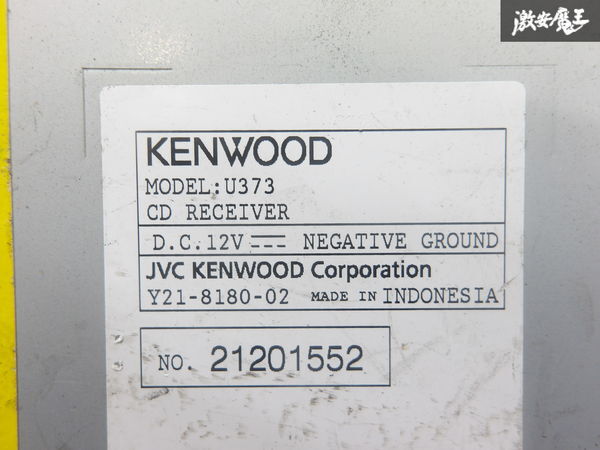 激安魔王
KENWOOD
MODEL:U373
CD RECEIVER
D.C.12V NEGATIVE GROUND
JVC KENWOOD Corporation
Y21-8180-02 MADE IN INDONESIA
NO. 21201552